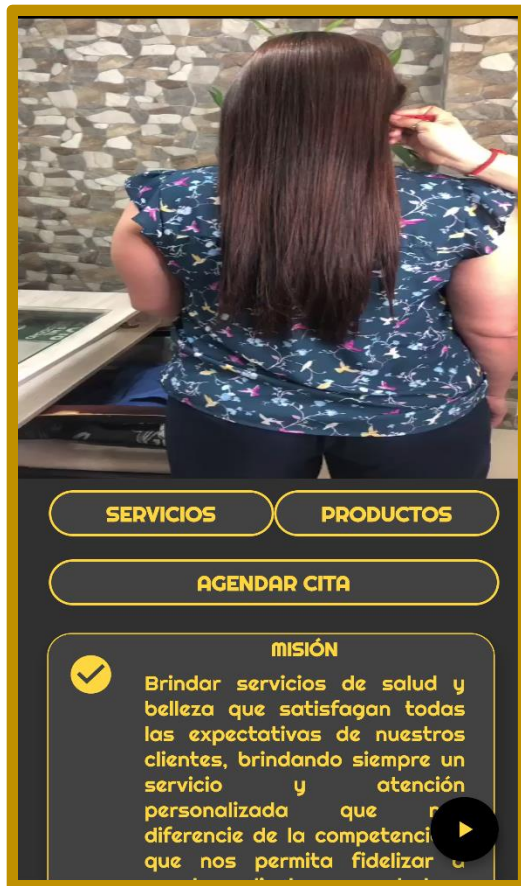 SERVICIOS
PRODUCTOS
AGENDAR CITA
MISIÓN
Brindar servicios de salud y
belleza que satisfagan todas
las expectativas de nuestros
clientes, brindando siempre un
servicio y atención
personalizada que
diferencie de la
que nos permita fidelizar